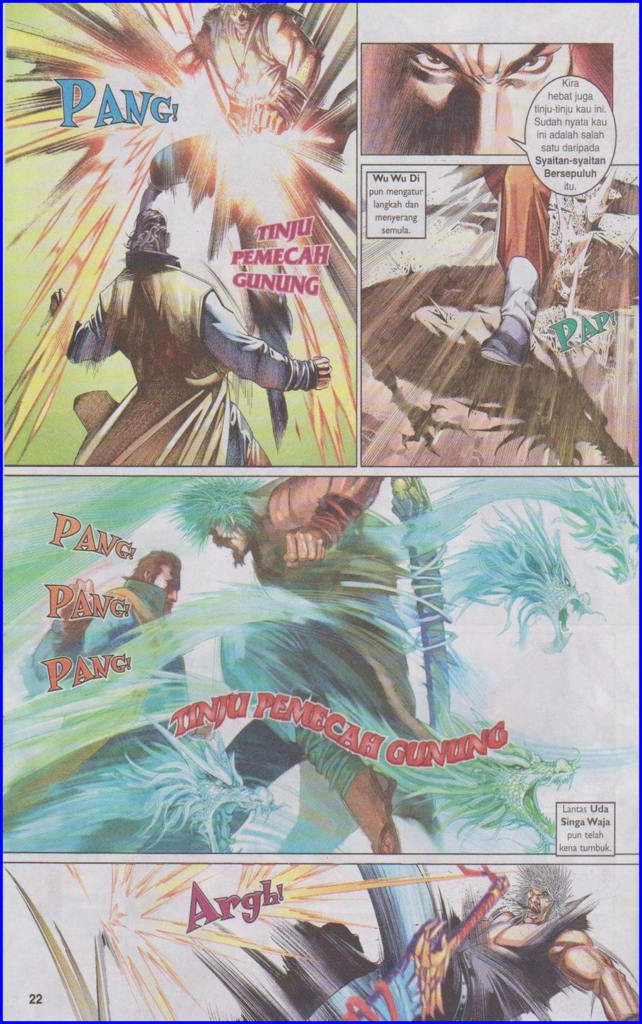 PANG!
TINJU
PEMECAH
GUNUNG
Kira
hebat juga
tinju-tinju kau ini.
Sudah nyata kau
ini adalah salah
satu daripada
Syaitan-syaitan
Bersepuluh
itu.
Wu Wu Di
pun mengatur
langkah dan
menyerang
semula.
PAP!
PANG!
PANG!
PANG!
TINJU PEMECAH GUNUNG
Lantas Uda
Singa Waja
pun telah
kena tumbuk.
Argh!
22